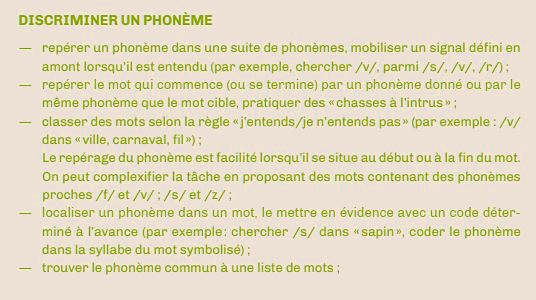 DISCRIMINER UN PHONÈME
— repérer un phonème dans une suite de phonèmes, mobiliser un signal défini en
amont lorsqu'il est entendu (par exemple, chercher /v/, parmi /s/, /v/, /r/) ;
— repérer le mot qui commence (ou se termine) par un phonème donné ou par le
même phonème que le mot cible, pratiquer des « chasses à l'intrus » ;
— classer des mots selon la règle « j'entends/je n'entends pas » (par exemple : /v/
dans « ville, carnaval, fil ») ;
Le repérage du phonème est facilité lorsqu'il se situe au début ou à la fin du mot.
On peut complexifier la tâche en proposant des mots contenant des phonèmes
proches /f/ et /v/ ; /s/ et /z/ ;
— localiser un phonème dans un mot, le mettre en évidence avec un code déter-
miné à l'avance (par exemple : chercher /s/ dans « sapin », coder le phonème
dans la syllabe du mot symbolisé) ;
— trouver le phonème commun à une liste de mots ;